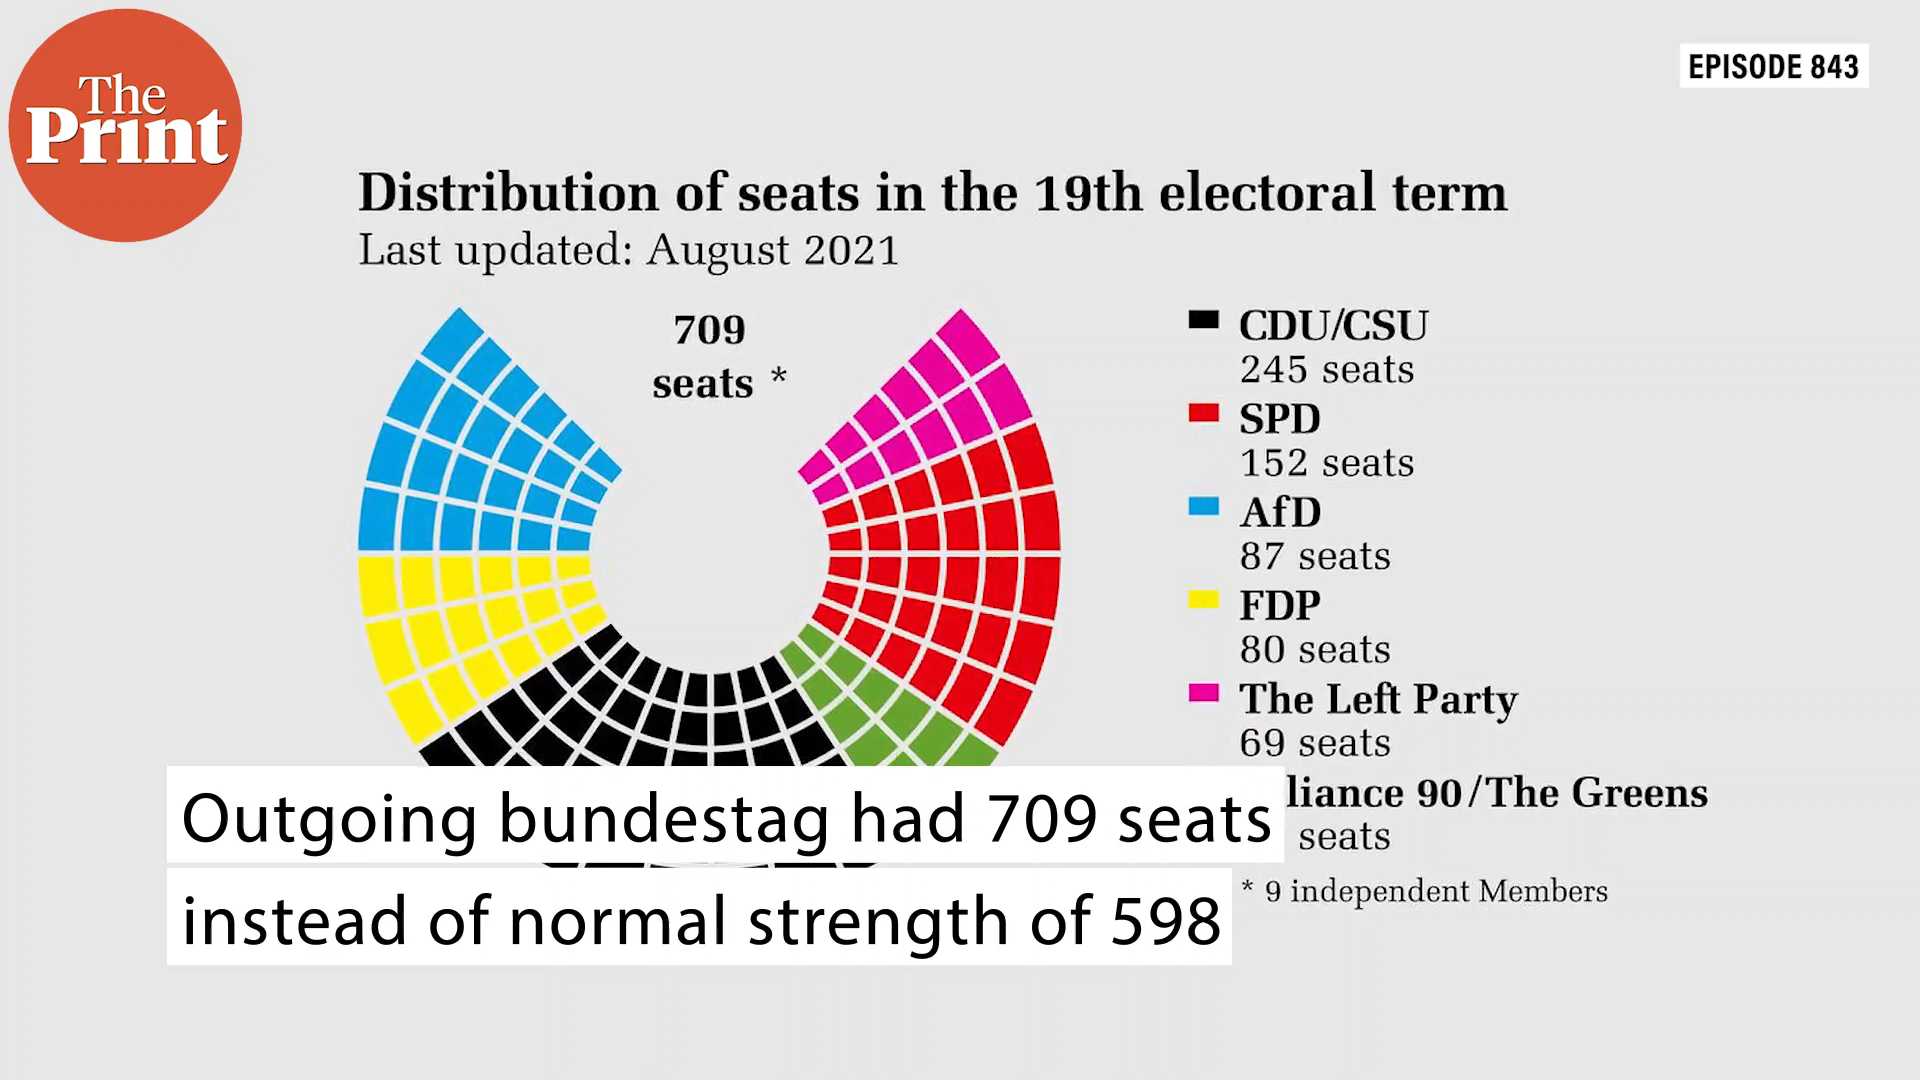 The
Print
EPISODE 843
Distribution of seats in the 19th electoral term
Last updated: August 2021
709
seats *
CDU/CSU
245 seats
SPD
152 seats
AfD
87 seats
FDP
80 seats
The Left Party
69 seats
liance 90/The Greens
seats
* 9 independent Members
Outgoing bundestag had 709 seats
instead of normal strength of 598